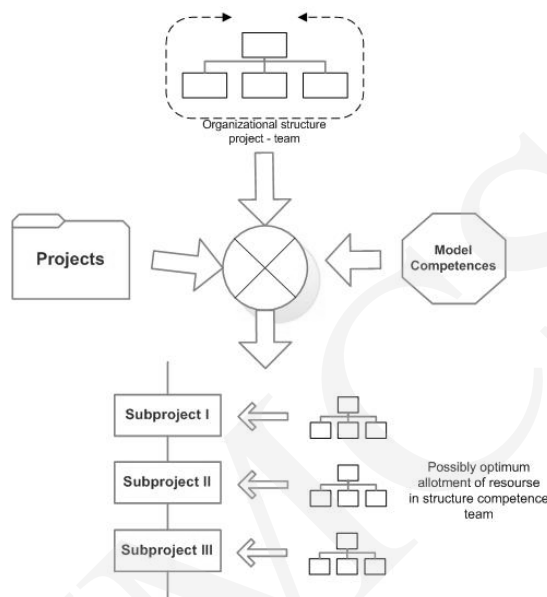 Organizational structure
project - team
Projects
Model
Competences
Subproject I
Subproject II
Subproject III
Possibly optimum
allotment of resourse
in structure competence
team